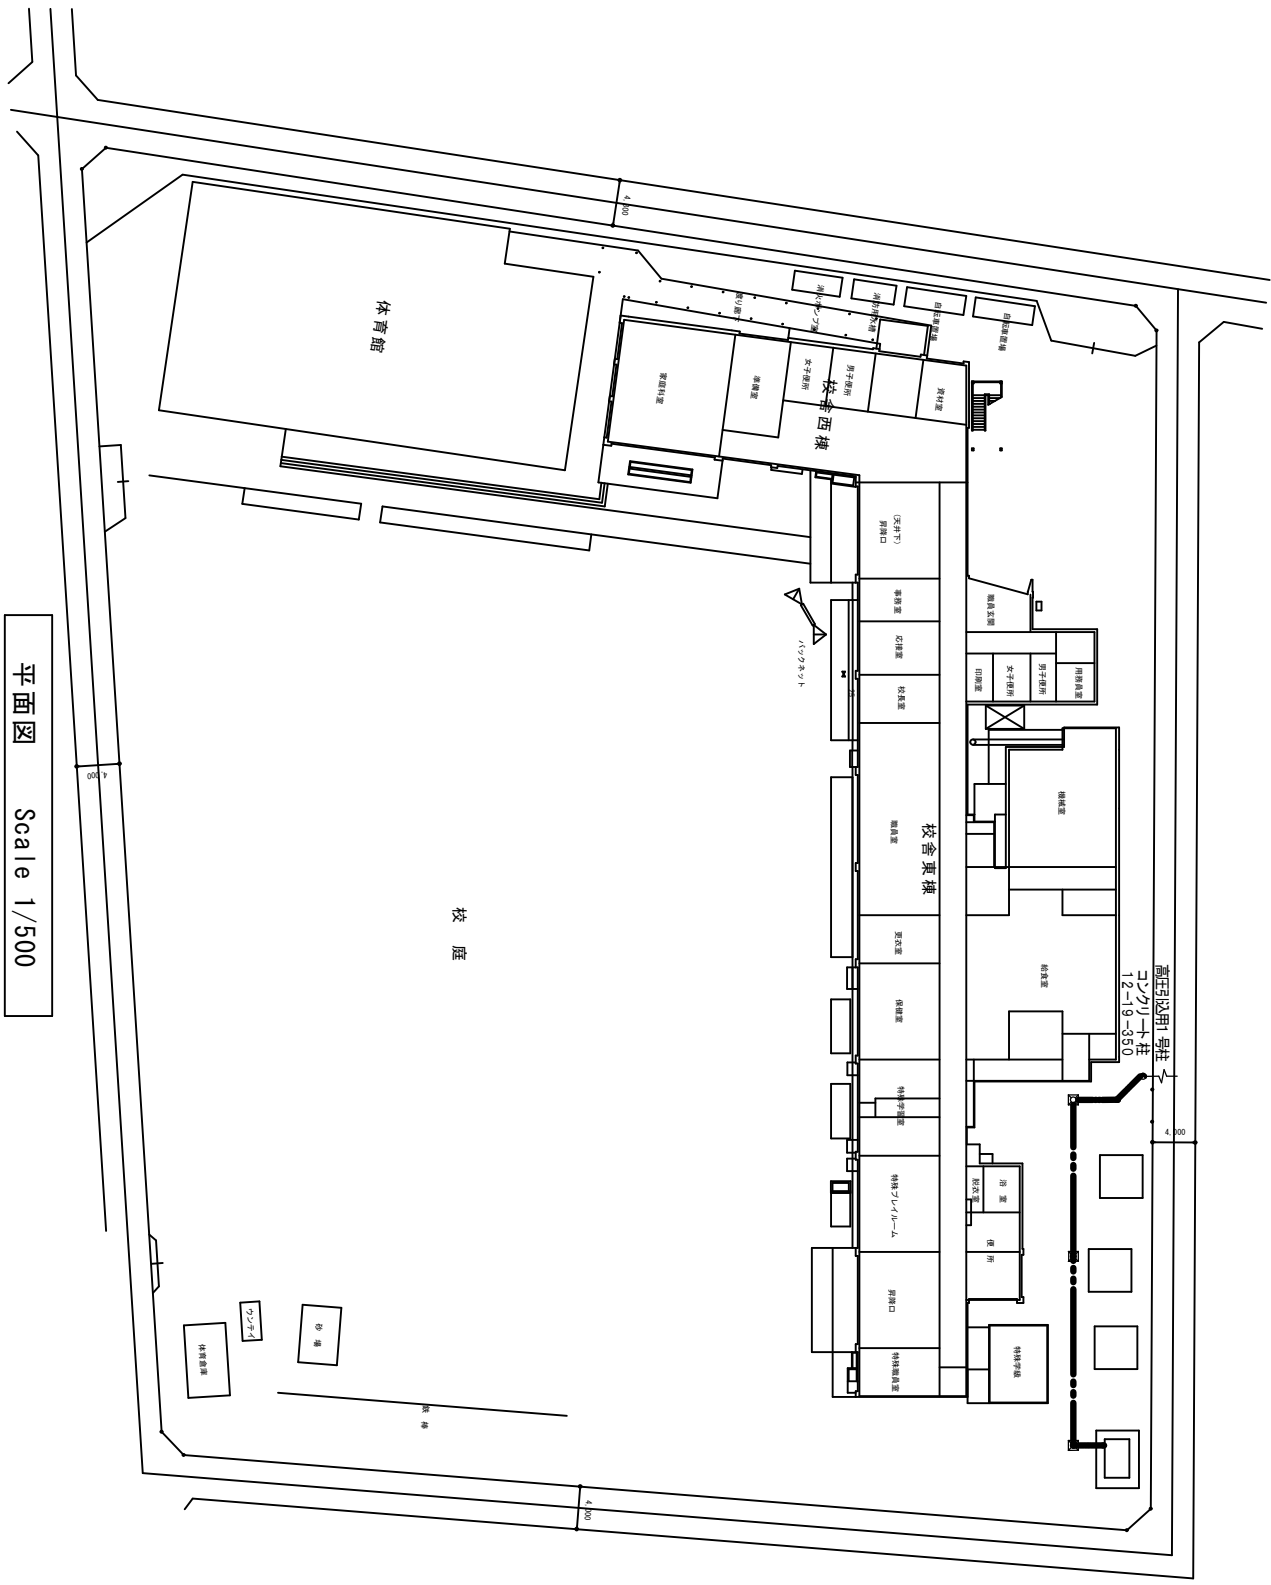 平面図 Scale 1/500
4,000
体育館
渡り廊下
消火ポンプ室
消防用水槽
自転車置場
自転車置場
家庭科室
準備室
女子便所
男子便所
資材室
校舎西棟
(天井下)
昇降口
事務室
応接室
校長室
職員室
更衣室
保健室
特殊学習室
特殊プレイルーム
昇降口
特殊職員室
校舎東棟
職員玄関
印刷室
女子便所
男子便所
用務員室
機械室
給食室
脱衣室
浴室
便所
特殊学級
高圧引込用1号柱
コンクリート柱
12-19-350
4,000
バックネット
校庭
4,000
砂場
ウンテイ
体育倉庫
鉄棒
4,000